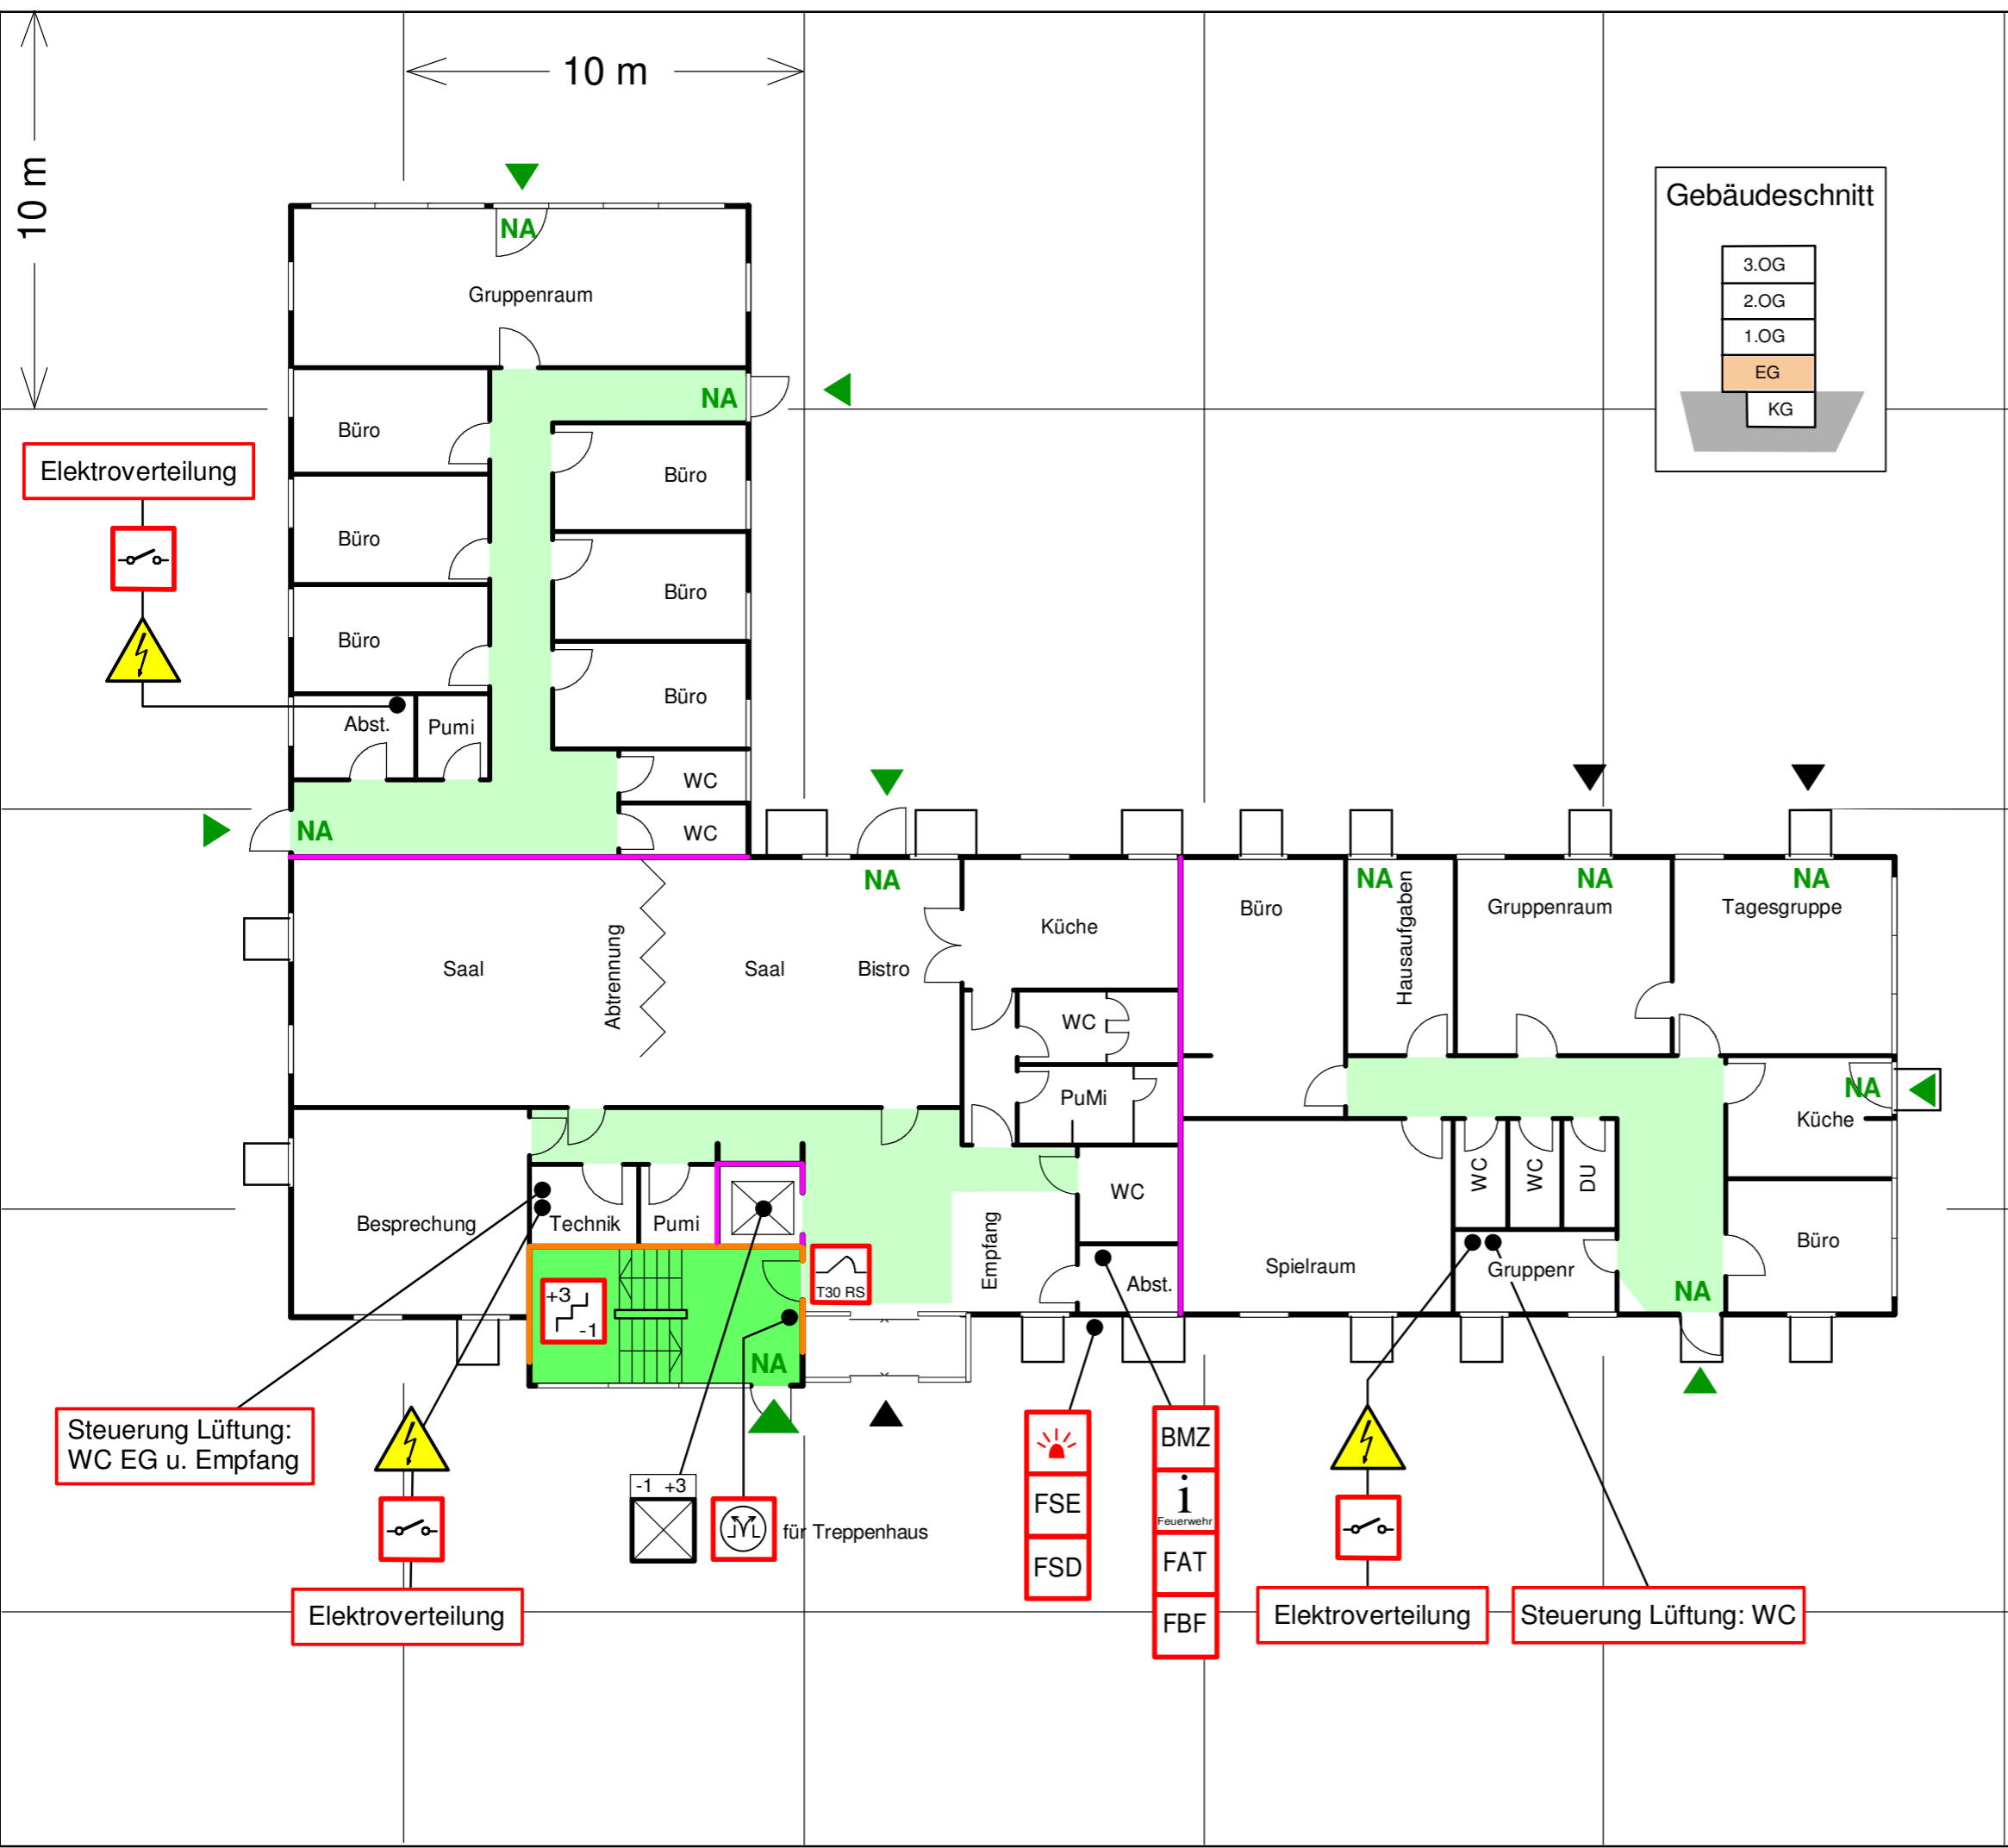 10 m
10 m
Gebäudeschnitt
3.OG
2.OG
1.OG
EG
KG
NA
Gruppenraum
NA
Büro
Büro
Elektroverteilung
Büro
Büro
Büro
Büro
Abst.
Pumi
WC
WC
NA
NA
NA
NA
NA
Büro
Hausaufgaben
Gruppenraum
Tagesgruppe
Küche
Saal
Abtrennung
Saal
Bistro
WC
PuMi
NA
Küche
WC
WC
DU
WC
Besprechung
Technik
Pumi
Empfang
Büro
Spielraum
Gruppenr
Abst.
NA
T30 RS
+3
-1
NA
Steuerung Lüftung:
WC EG u. Empfang
-1 +3
für Treppenhaus
FSE
FSD
BMZ
i
Feuerwehr
FAT
FBF
Elektroverteilung
Elektroverteilung
Steuerung Lüftung: WC